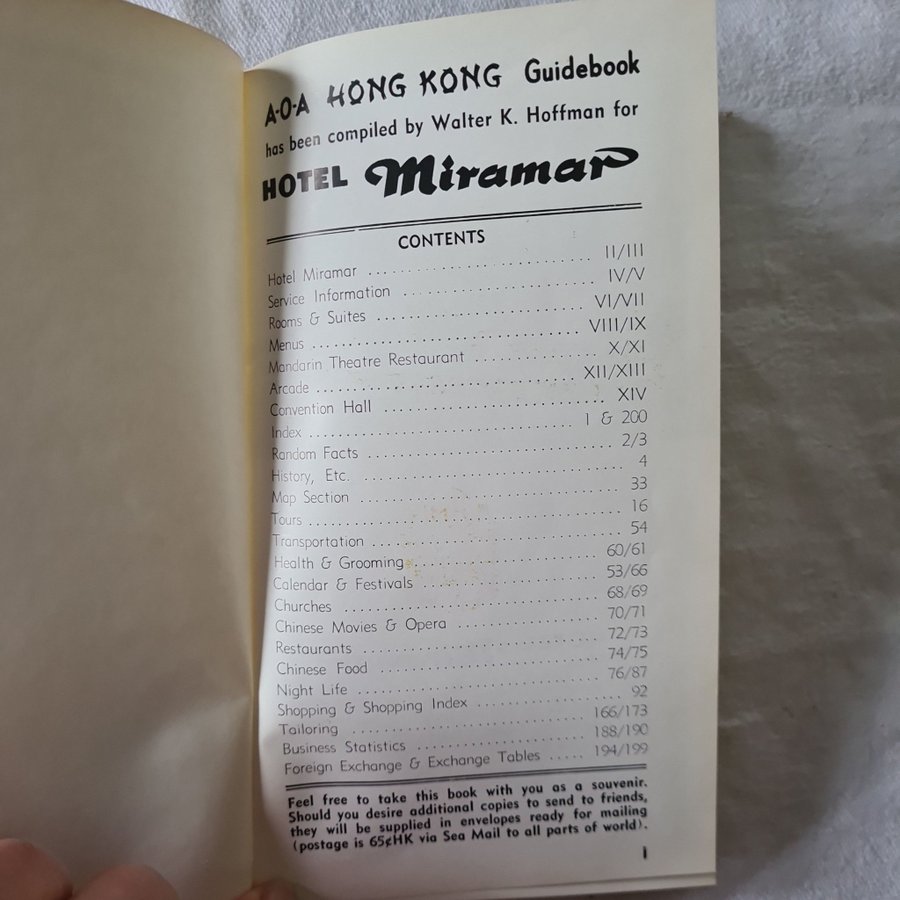 A-O-A HONG KONG Guidebook
has been compiled by Walter K. Hoffman for
HOTEL Miramar
CONTENTS
Hotel Miramar .......................... II/III
Service Information .................... IV/V
Rooms & Suites ......................... VI/VII
Menus .................................. VIII/IX
Mandarin Theatre Restaurant ............ X/XI
Arcade ................................. XII/XIII
Convention Hall ........................ XIV
Index .................................. 1 & 200
Random Facts ........................... 2/3
History, Etc. .......................... 4
Map Section ............................ 33
Tours .................................. 16
Transportation ......................... 54
Health & Grooming ...................... 60/61
Calendar & Festivals ................... 53/66
Churches ............................... 68/69
Chinese Movies & Opera ................. 70/71
Restaurants ............................ 72/73
Chinese Food ........................... 74/75
Night Life ............................. 76/87
Shopping & Shopping Index .............. 92
Tailoring .............................. 166/173
Business Statistics .................... 188/190
Foreign Exchange & Exchange Tables ..... 194/199
Feel free to take this book with you as a souvenir.
Should you desire additional copies to send to friends,
they will be supplied in envelopes ready for mailing
(postage is 65¢HK via Sea Mail to all parts of world).
I